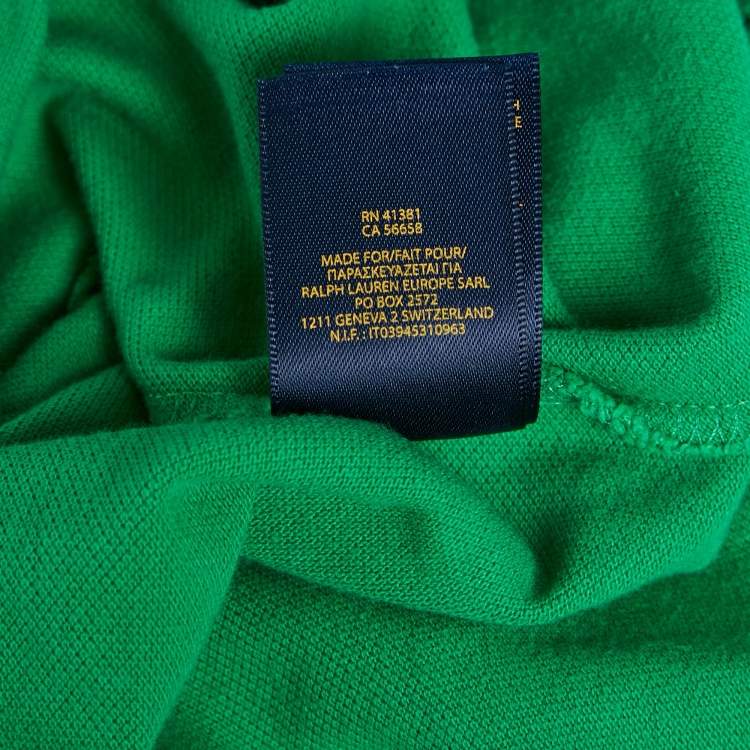 RN 41381
CA 56658
MADE FOR/FAIT POUR/
ΠΑΡΑΣΚΕΥΑΖΕΤΑΙ ΓΙΑ
RALPH LAUREN EUROPE SARL
PO BOX 2572
1211 GENEVA 2 SWITZERLAND
N.I.F. : IT03945310963
E